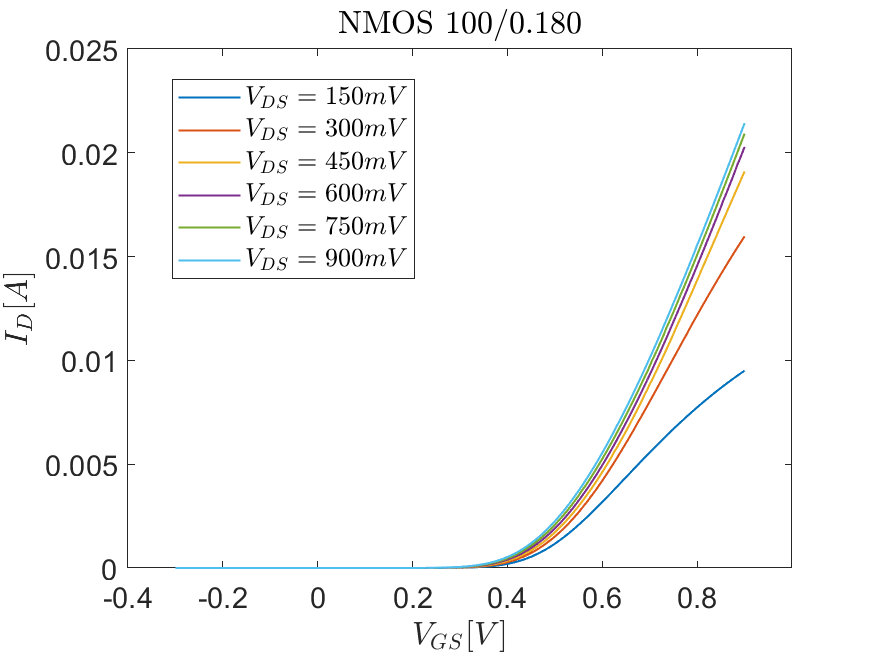 NMOS 100/0.180
0.025
0.02
0.015
0.01
0.005
0
I_D[A]
V_DS = 150mV
V_DS = 300mV
V_DS = 450mV
V_DS = 600mV
V_DS = 750mV
V_DS = 900mV
-0.4 -0.2 0 0.2 0.4 0.6 0.8
V_GS[V]